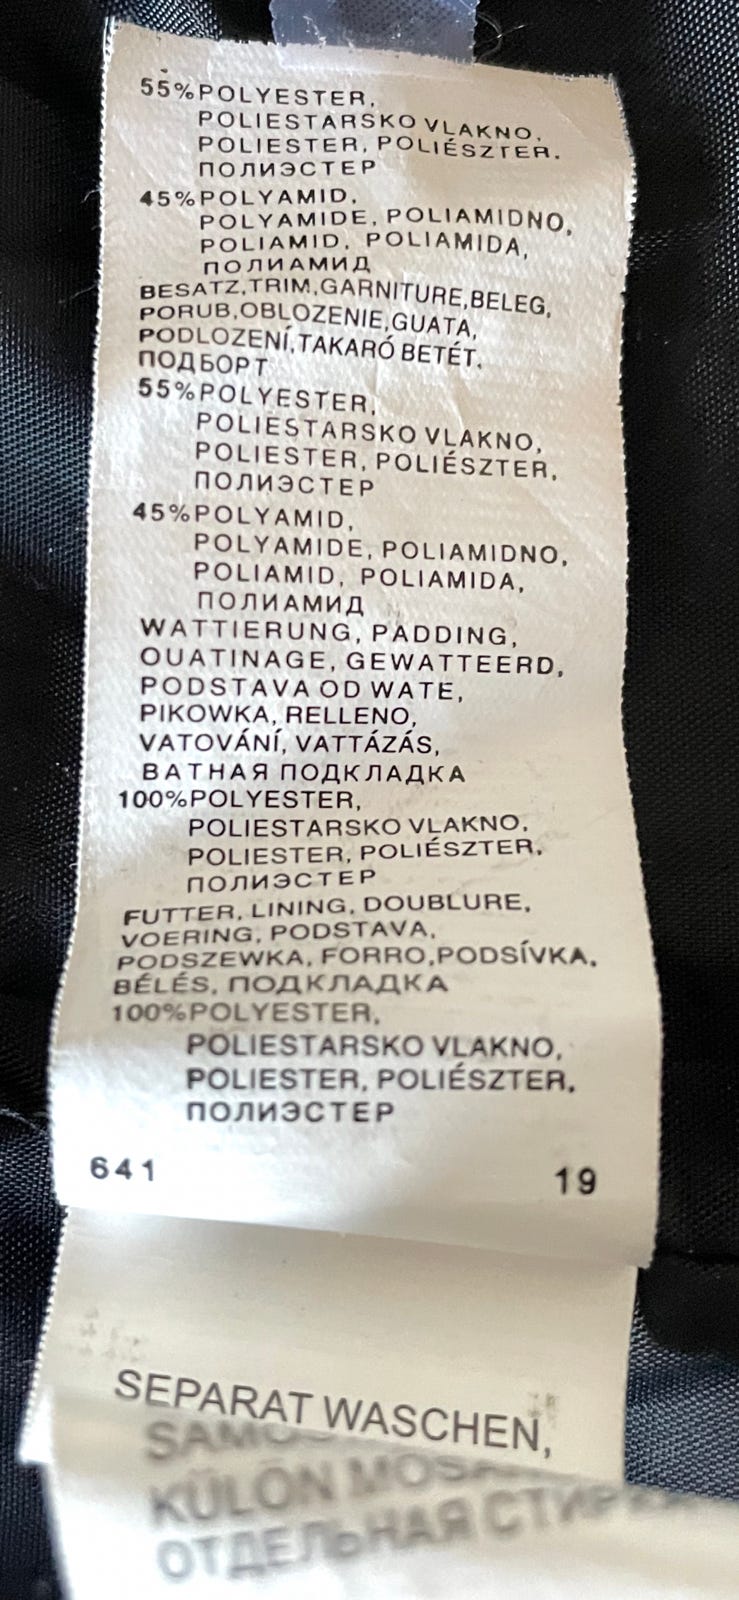 55%POLYESTER,
POLIESTARSKO VLAKNO,
POLIESTER, POLIÉSZTER,
ПОЛИЭСТЕР
45%POLYAMID,
POLYAMIDE, POLIAMIDNO,
POLIAMID, POLIAMIDA,
ПОЛИАМИД
BESATZ,TRIM,GARNITURE,BELEG,
PORUB,OBLOZENIE,GUATA,
PODLOZENÍ,TAKARÓ BETÉT,
ПОДБОРТ
55%POLYESTER,
POLIESTARSKO VLAKNO,
POLIESTER, POLIÉSZTER,
ПОЛИЭСТЕР
45%POLYAMID,
POLYAMIDE, POLIAMIDNO,
POLIAMID, POLIAMIDA,
ПОЛИАМИД
WATTIERUNG, PADDING,
OUATINAGE, GEWATTEERD,
PODSTAVA OD WATE,
PIKOWKA, RELLENO,
VATOVÁNÍ, VATTÁZÁS,
ВАТНАЯ ПОДКЛАДКА
100%POLYESTER,
POLIESTARSKO VLAKNO,
POLIESTER, POLIÉSZTER,
ПОЛИЭСТЕР
FUTTER, LINING, DOUBLURE,
VOERING, PODSTAVA,
PODSZEWKA, FORRO,PODSÍVKA,
BÉLÉS, ПОДКЛАДКА
100%POLYESTER,
POLIESTARSKO VLAKNO,
POLIESTER, POLIÉSZTER,
ПОЛИЭСТЕР
641 19
SEPARAT WASCHEN,
KÜLÖN
ОТДЕЛЬНАЯ